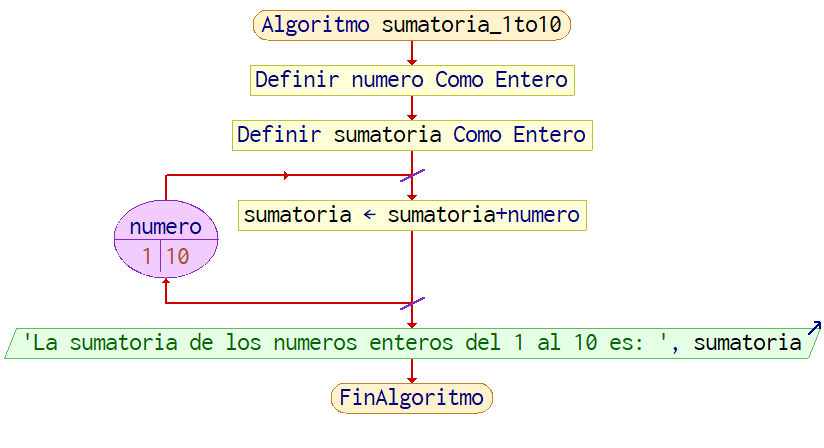 Algoritmo sumatoria_1to10
Definir numero Como Entero
Definir sumatoria Como Entero
sumatoria ← sumatoria+numero
numero
1 10
'La sumatoria de los numeros enteros del 1 al 10 es: ', sumatoria
FinAlgoritmo